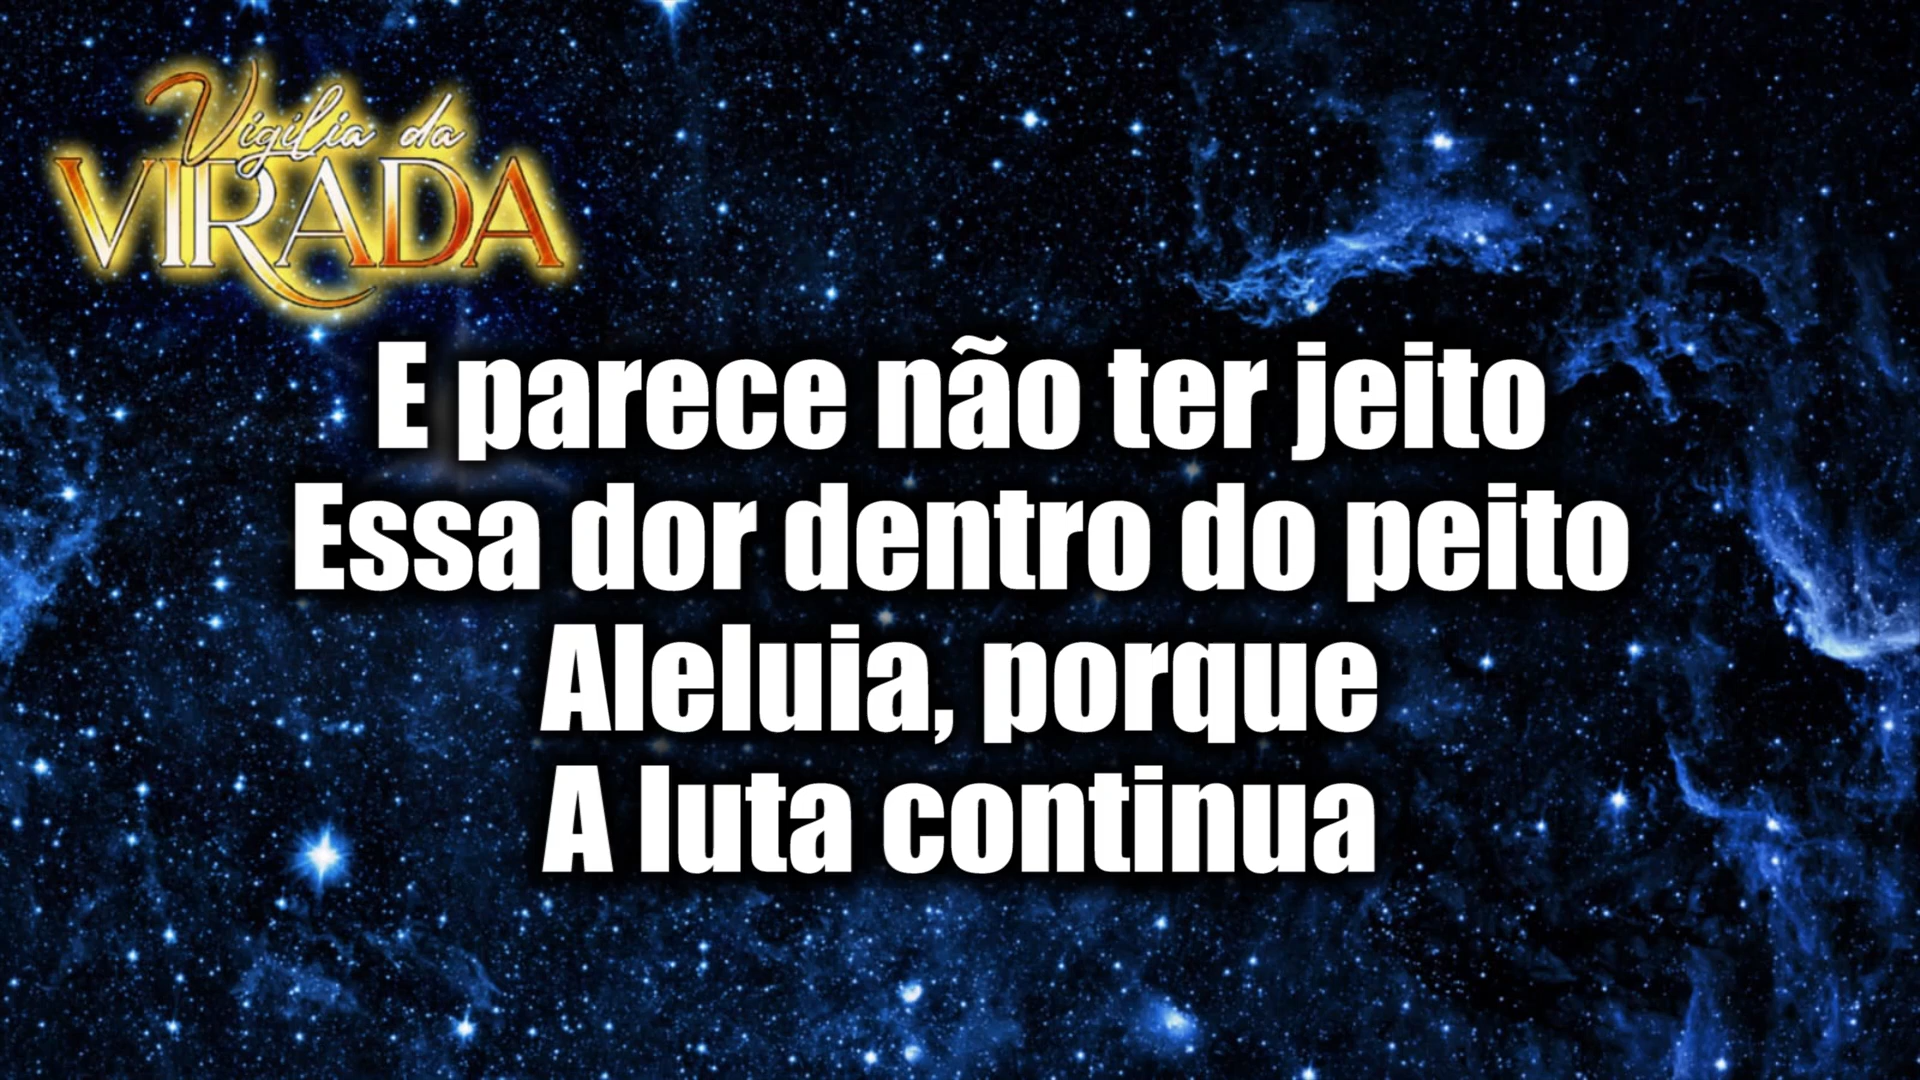 Vigília da
VIRADA
E parece não ter jeito
Essa dor dentro do peito
Aleluia, porque
A luta continua